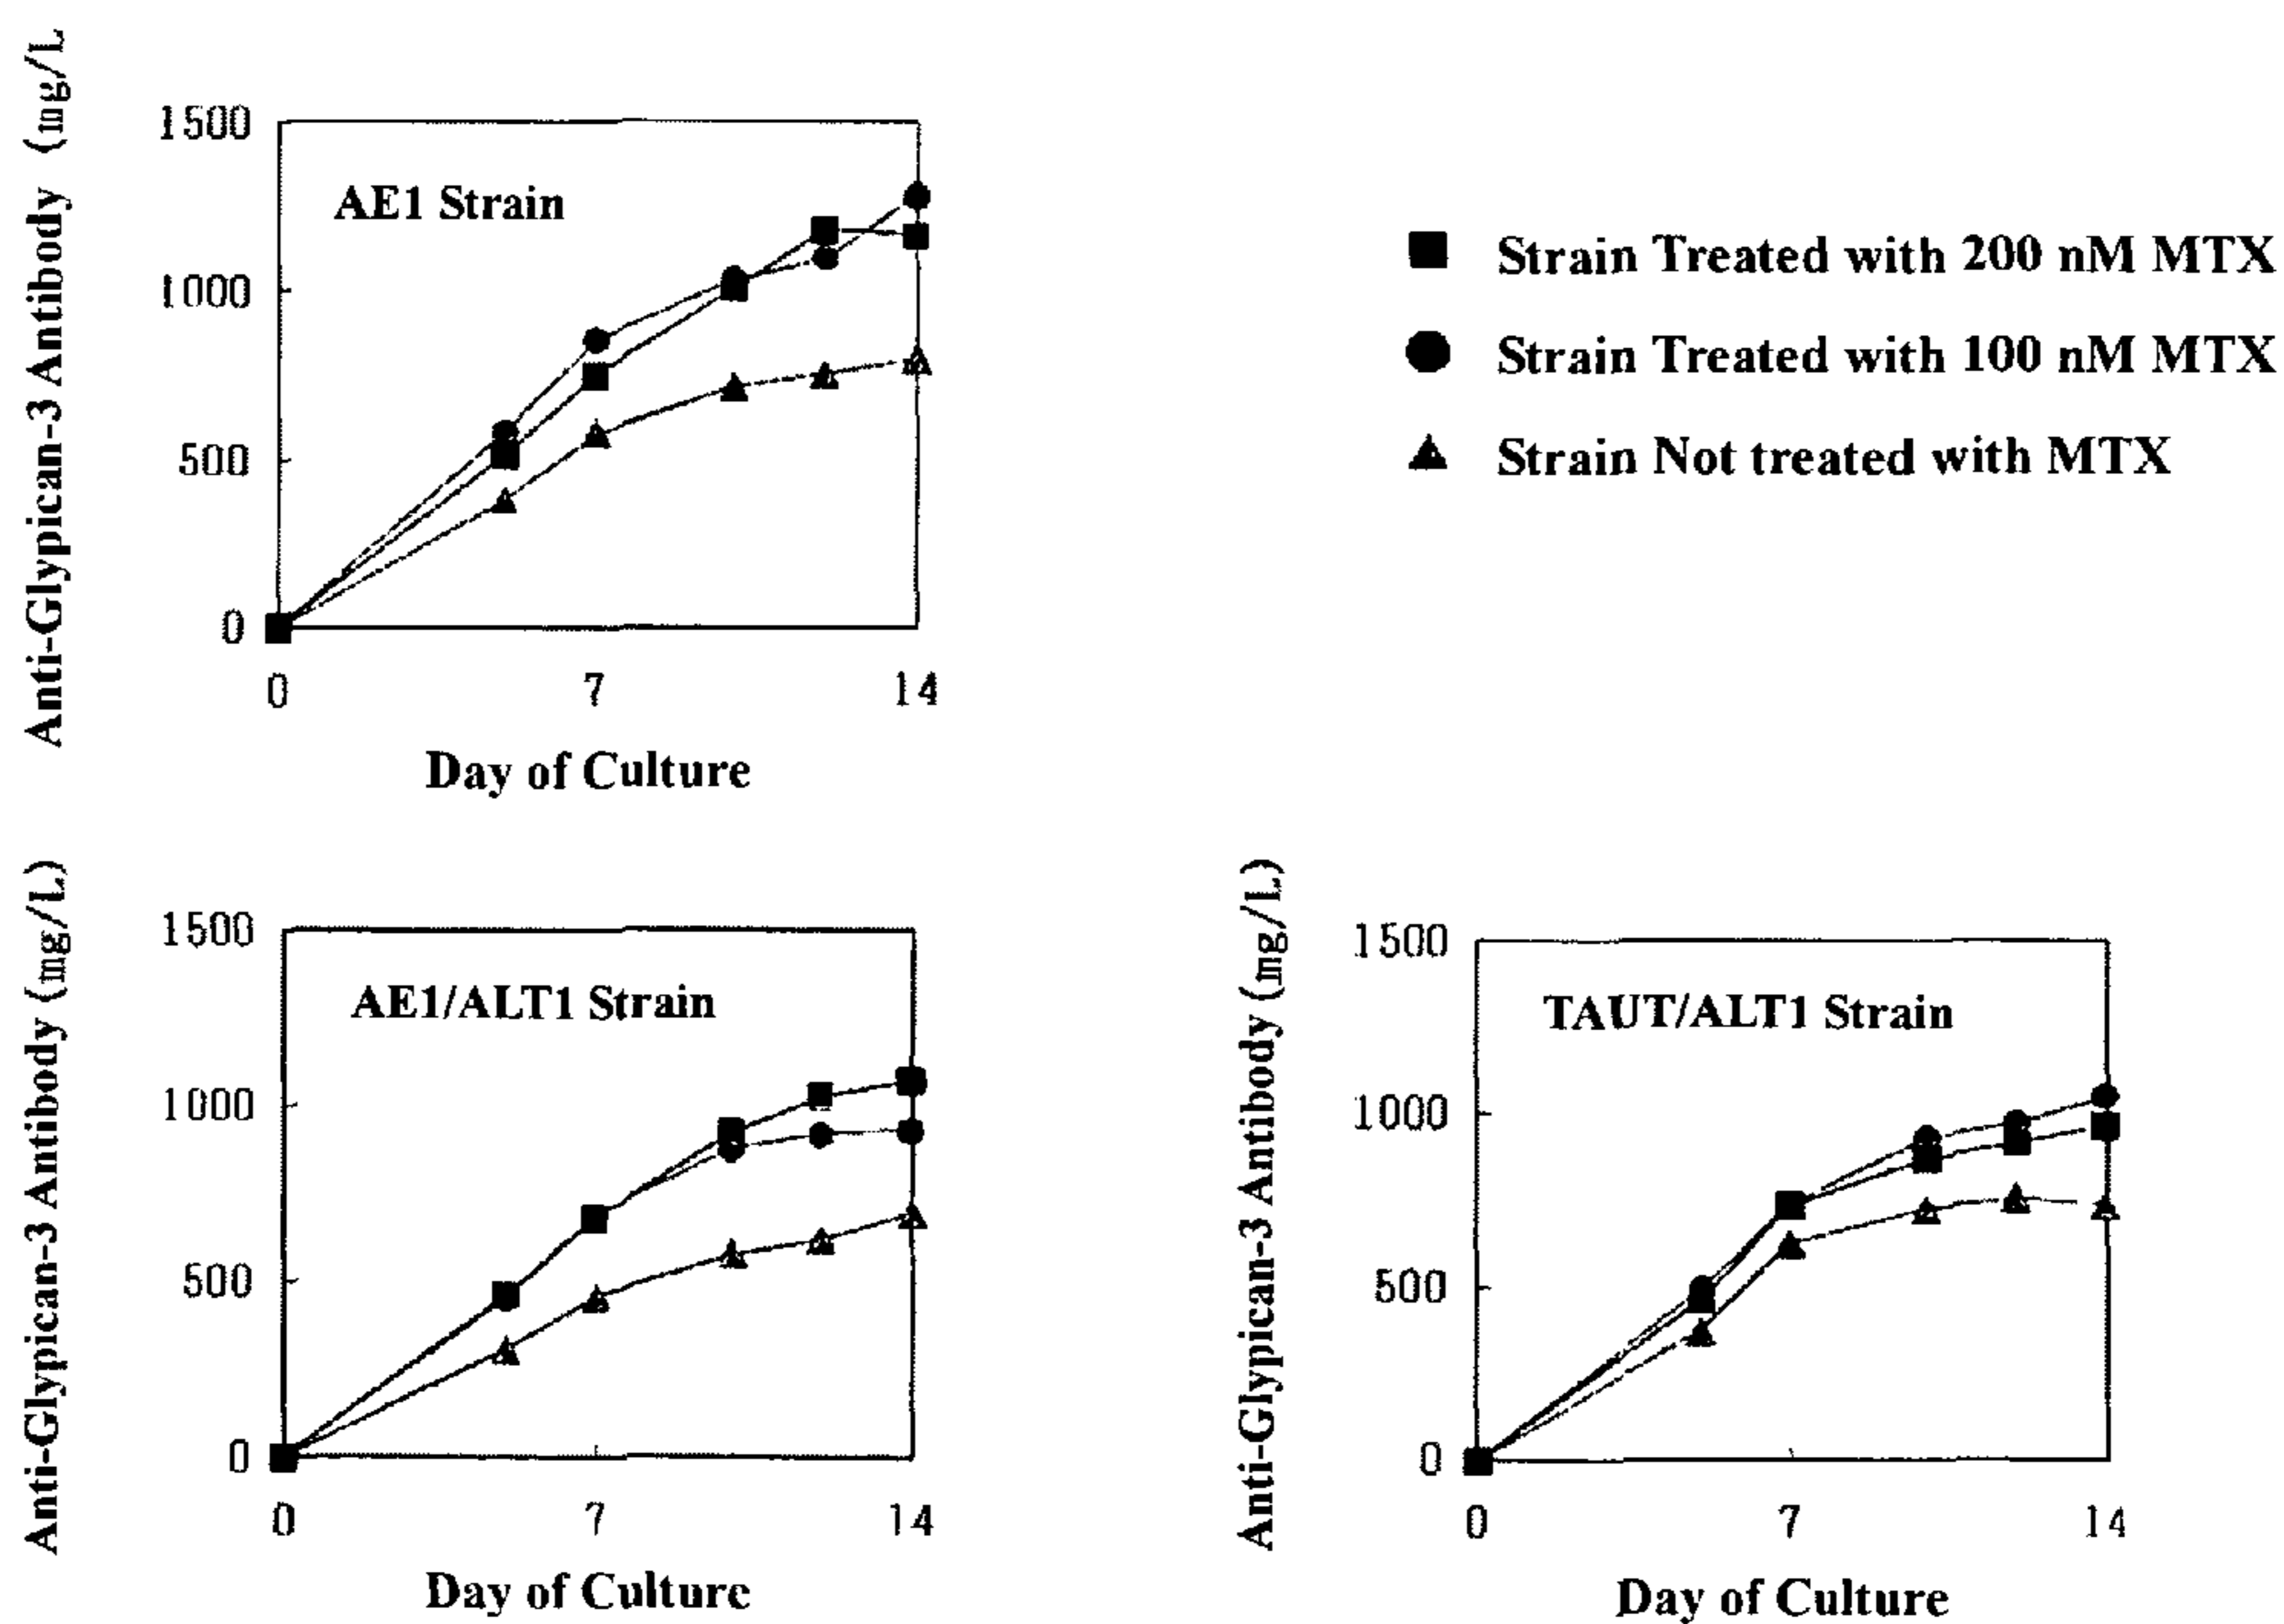 Anti-Glypican-3 Antibody (mg/L
1500
1000
500
0
AE1 Strain
0 7 14
Day of Culture
■ Strain Treated with 200 nM MTX
● Strain Treated with 100 nM MTX
▲ Strain Not treated with MTX
Anti-Glypican-3 Antibody (mg/L)
1500
1000
500
0
AE1/ALT1 Strain
0 7 14
Day of Culture
Anti-Glypican-3 Antibody (mg/L)
1500
1000
500
0
TAUT/ALT1 Strain
0 7 14
Day of Culture